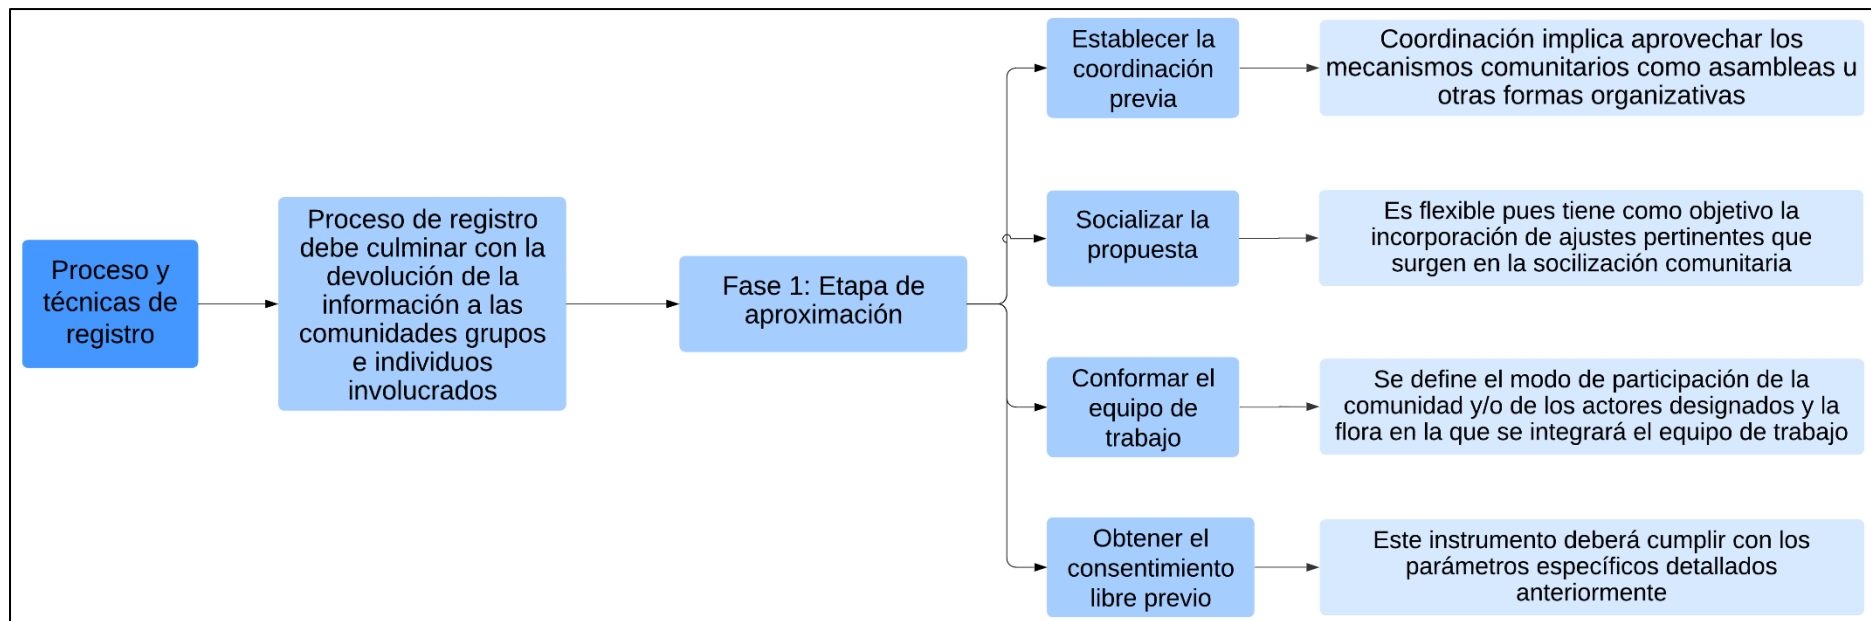 Proceso y
técnicas de
registro
Proceso de registro
debe culminar con la
devolución de la
información a las
comunidades grupos
e individuos
involucrados
Fase 1: Etapa de
aproximación
Establecer la
coordinación
previa
Coordinación implica aprovechar los
mecanismos comunitarios como asambleas u
otras formas organizativas
Socializar la
propuesta
Es flexible pues tiene como objetivo la
incorporación de ajustes pertinentes que
surgen en la socilización comunitaria
Conformar el
equipo de
trabajo
Se define el modo de participación de la
comunidad y/o de los actores designados y la
flora en la que se integrará el equipo de trabajo
Obtener el
consentimiento
libre previo
Este instrumento deberá cumplir con los
parámetros específicos detallados
anteriormente